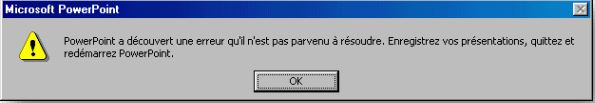 Microsoft PowerPoint
PowerPoint a découvert une erreur qu'il n'est pas parvenu à résoudre. Enregistrez vos présentations, quittez et
redémarrez PowerPoint.
OK